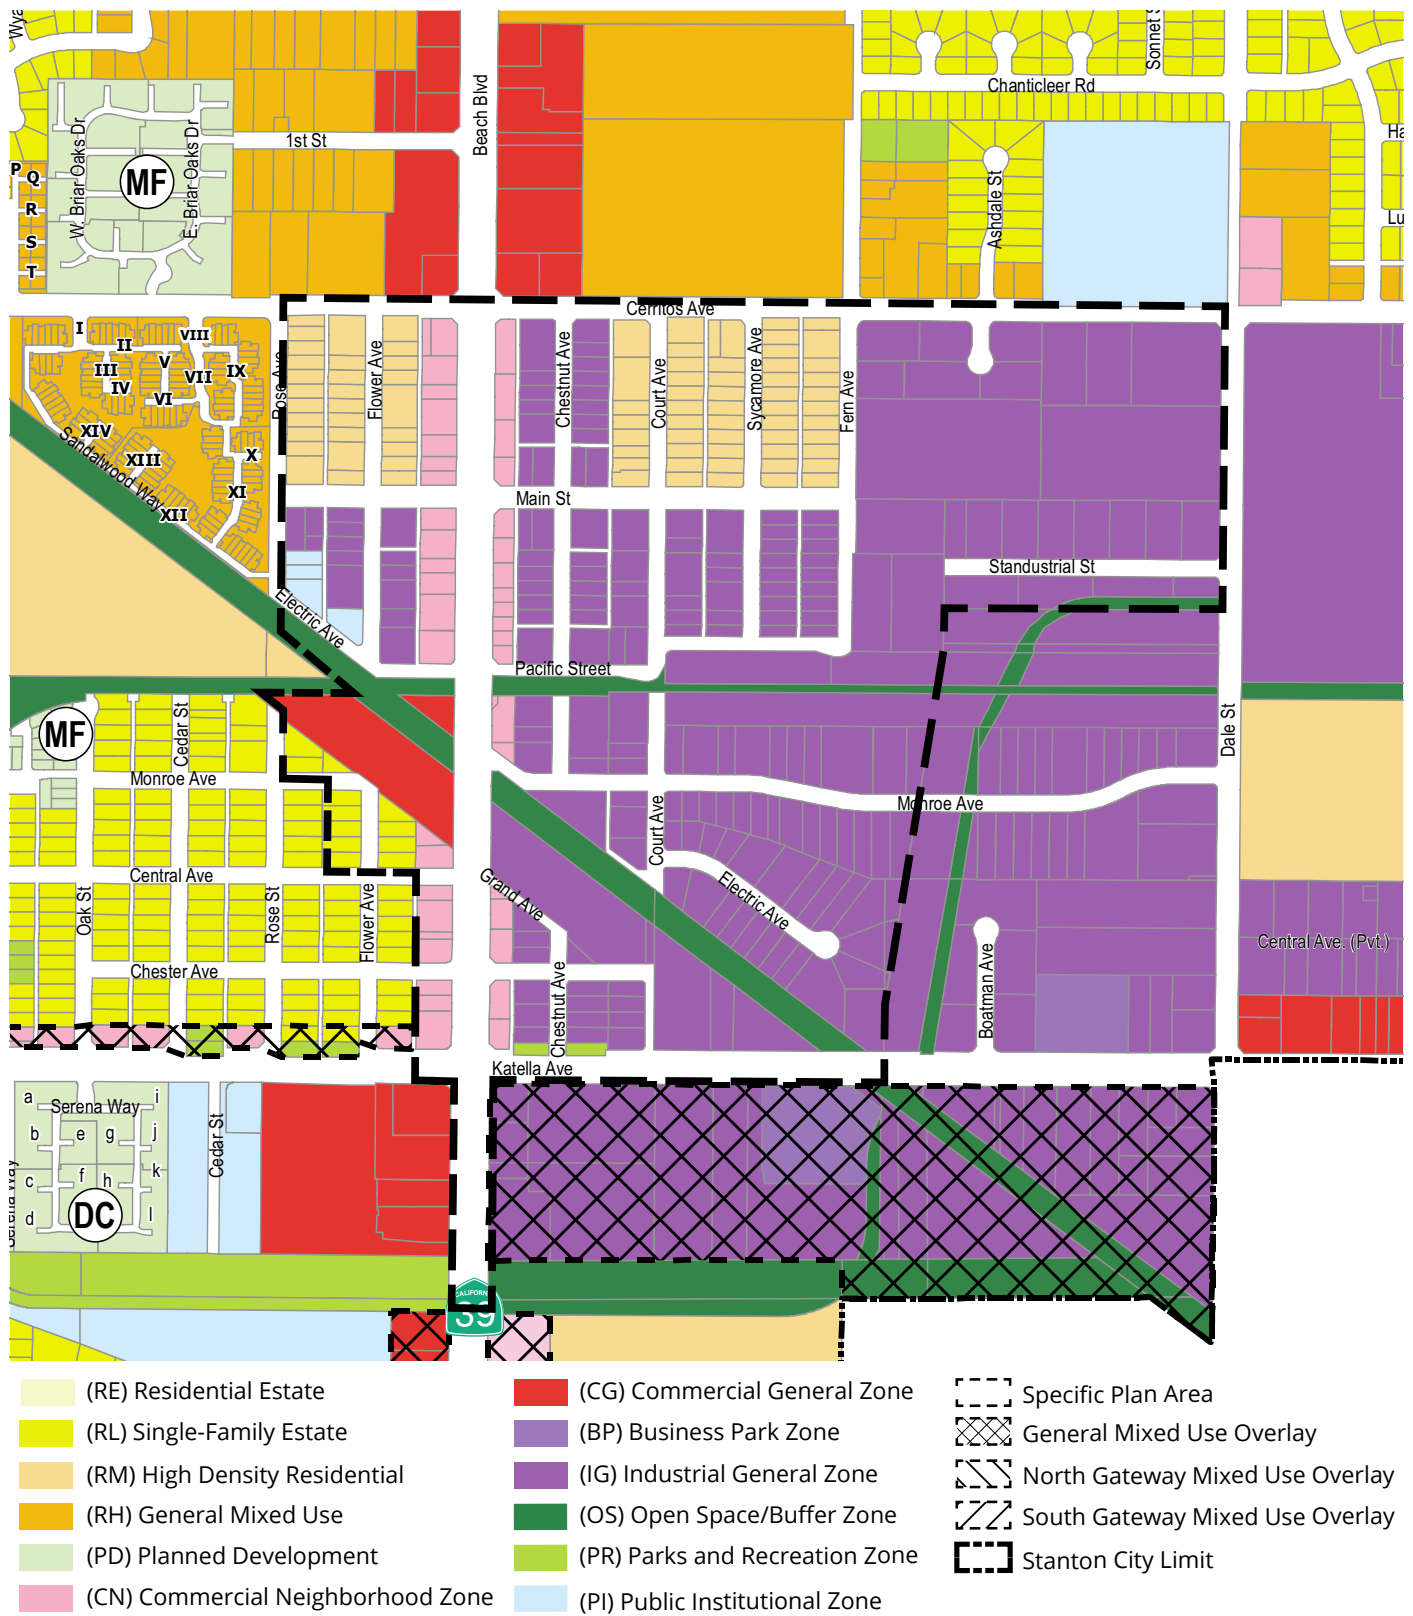 Wya
Sonnet S
Chanticleer Rd
Beach Blvd
1st St
Ha
W. Briar Oaks Dr
E. Briar Oaks Dr
MF
P
Q
R
S
T
Ashdale St
Lu
Cerritos Ave
I
II
III
IV
V
VI
VII
VIII
IX
X
XI
XII
XIII
XIV
Sandalwood Way
Rose Ave
Flower Ave
Chestnut Ave
Court Ave
Sycamore Ave
Fern Ave
Main St
Standustrial St
Electric Ave
Pacific Street
MF
Cedar St
Dale St
Monroe Ave
Monroe Ave
Court Ave
Central Ave
Grand Ave
Electric Ave
Oak St
Rose St
Flower Ave
Central Ave. (Pvt.)
Chester Ave
Chestnut Ave
Boatman Ave
Katella Ave
Serena Way
a
b
c
d
e
f
g
h
i
j
k
l
Cedar St
Serena Way
DC
CALIFORN
39
(RE) Residential Estate
(RL) Single-Family Estate
(RM) High Density Residential
(RH) General Mixed Use
(PD) Planned Development
(CN) Commercial Neighborhood Zone
(CG) Commercial General Zone
(BP) Business Park Zone
(IG) Industrial General Zone
(OS) Open Space/Buffer Zone
(PR) Parks and Recreation Zone
(PI) Public Institutional Zone
Specific Plan Area
General Mixed Use Overlay
North Gateway Mixed Use Overlay
South Gateway Mixed Use Overlay
Stanton City Limit